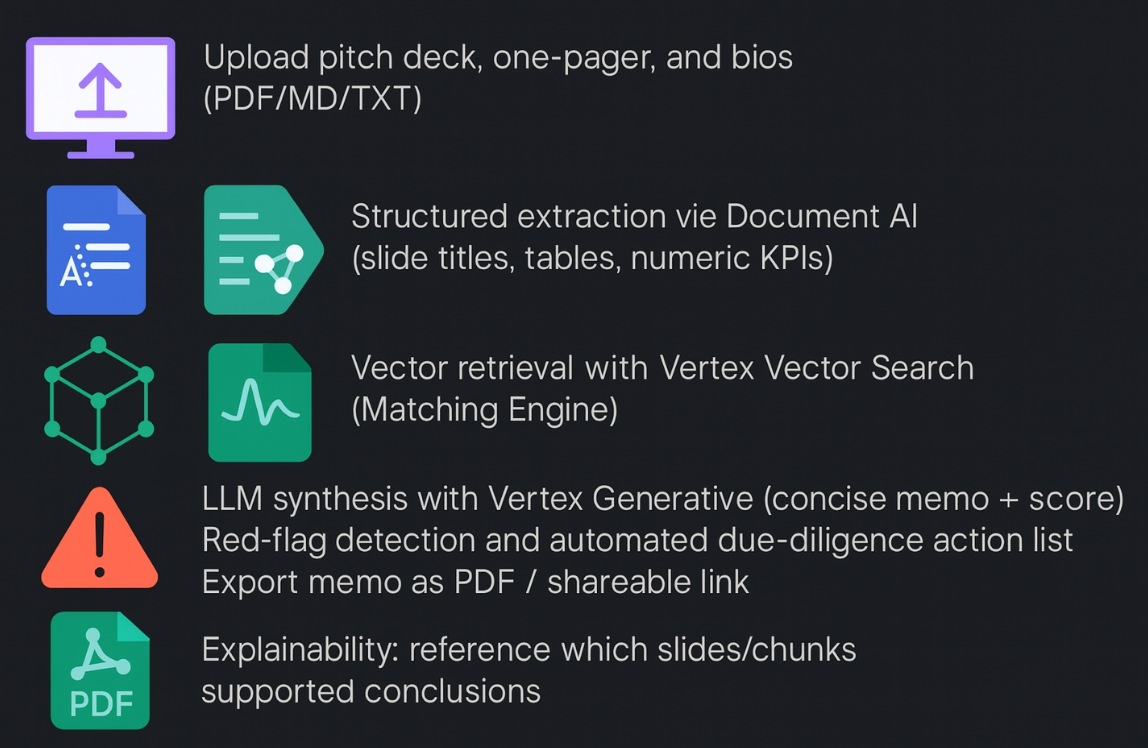 Upload pitch deck, one-pager, and bios
(PDF/MD/TXT)
A
Structured extraction vie Document AI
(slide titles, tables, numeric KPIs)
Vector retrieval with Vertex Vector Search
(Matching Engine)
LLM synthesis with Vertex Generative (concise memo + score)
Red-flag detection and automated due-diligence action list
Export memo as PDF / shareable link
Explainability: reference which slides/chunks
supported conclusions
PDF